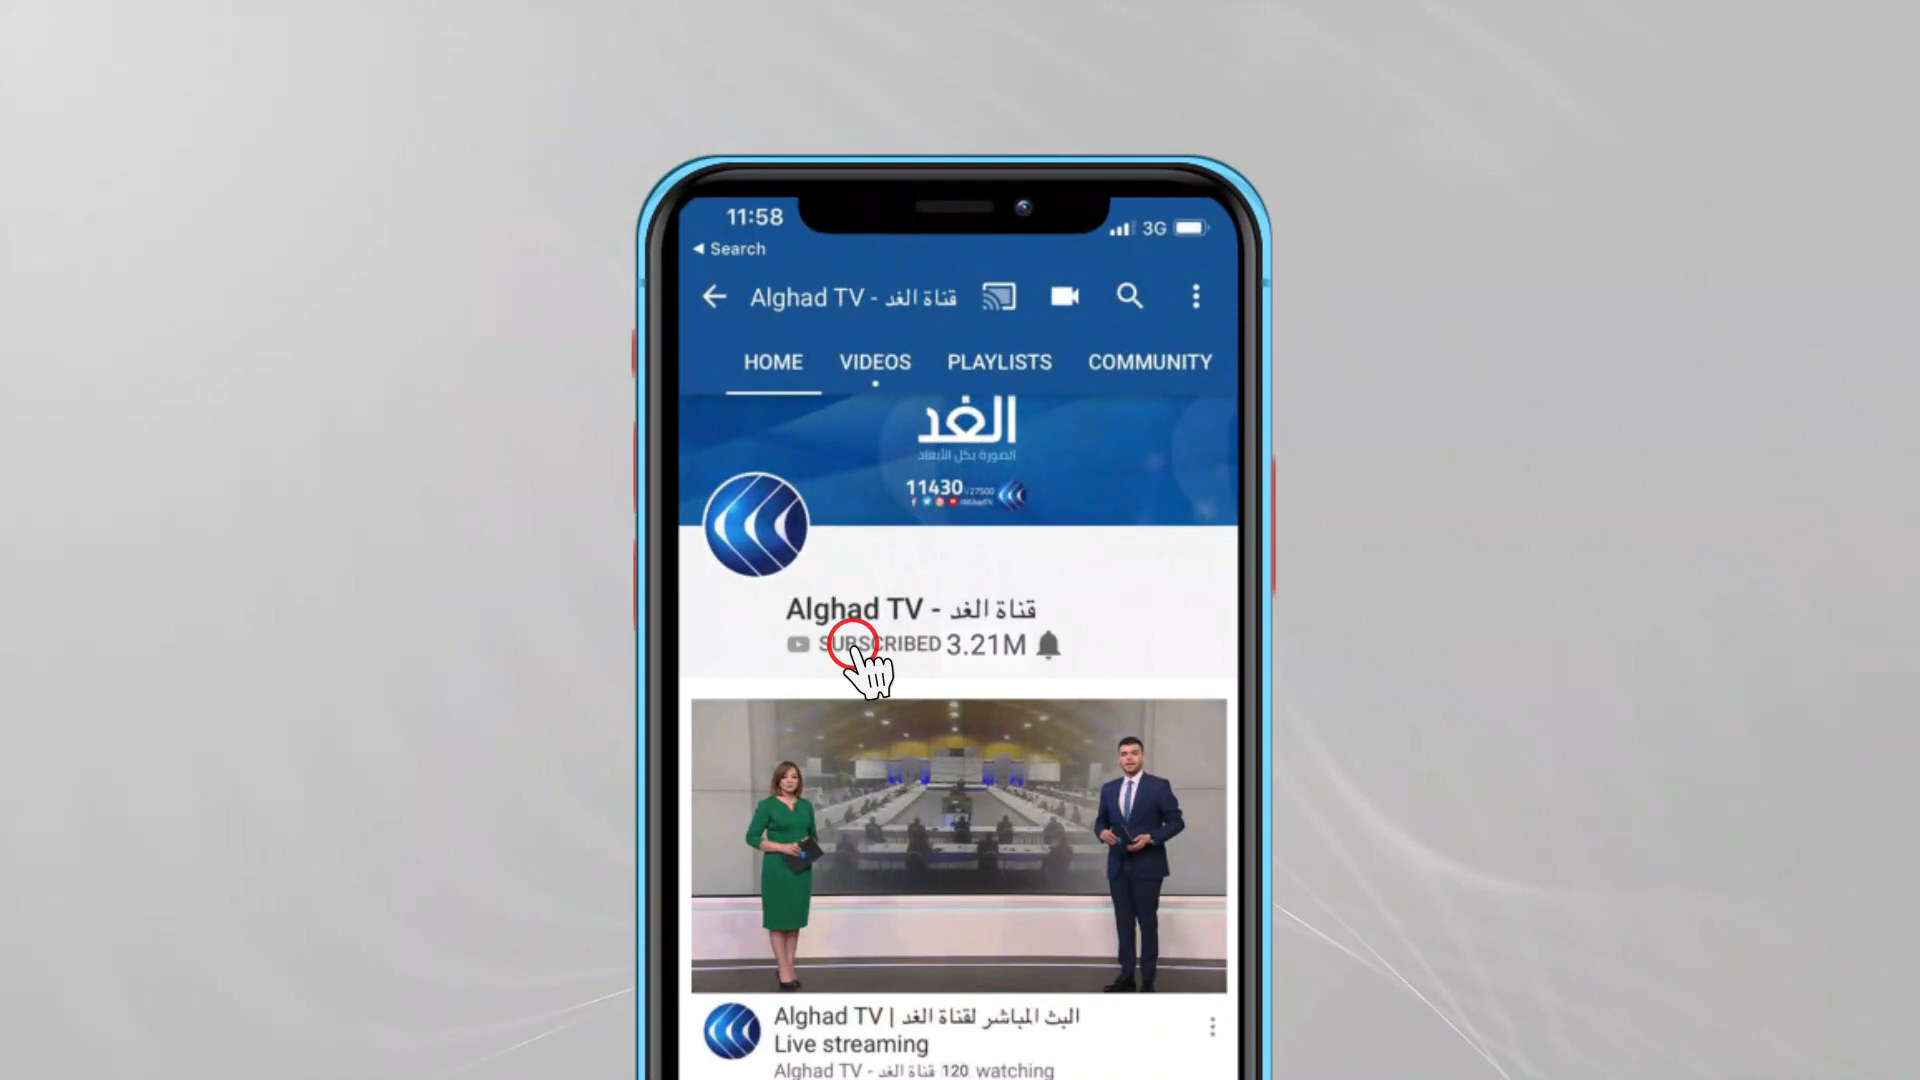 11:58
3G
◀ Search
Alghad TV - قناة الغد
HOME VIDEOS PLAYLISTS COMMUNITY
الغد
الصورة بكل الأبعاد
11430 27500
Alghad TV - قناة الغد
SUBSCRIBED 3.21M
Alghad TV | البث المباشر لقناة الغد
Live streaming
Alghad TV - قناة الغد 120 watching